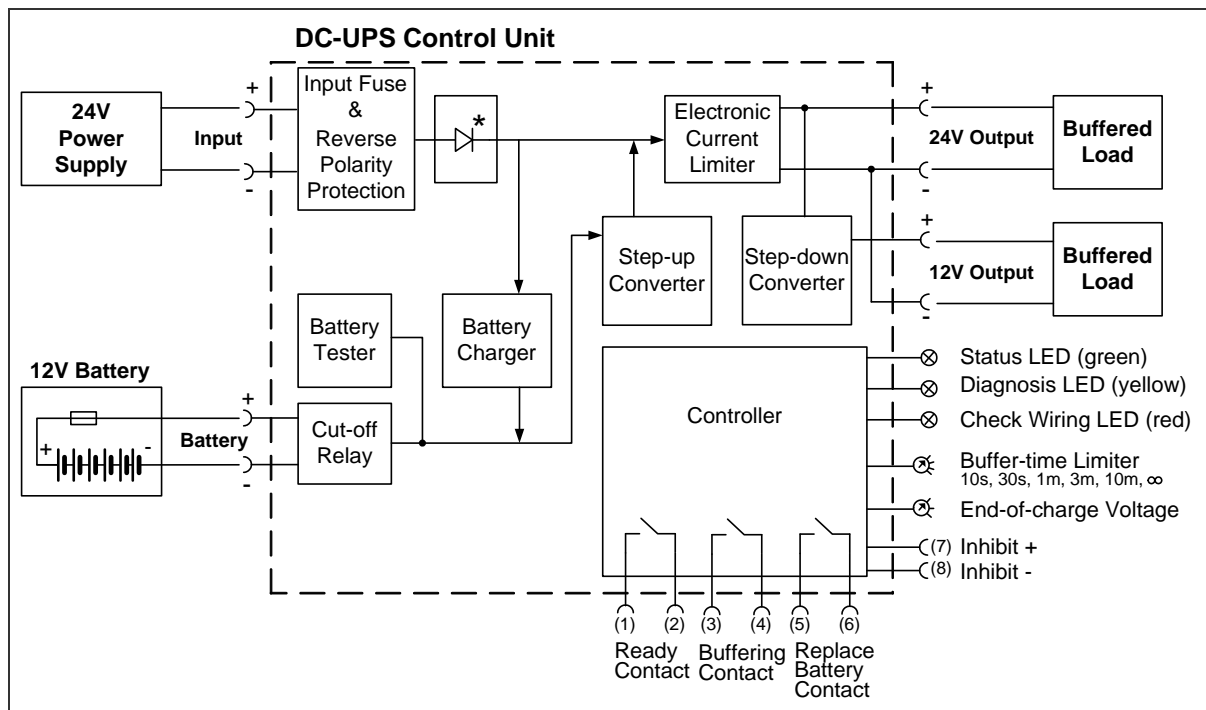 DC-UPS Control Unit
24V
Power
Supply
+
Input
-
Input Fuse
&
Reverse
Polarity
Protection
*
Electronic
Current
Limiter
+
24V Output
-
Buffered
Load
Step-up
Converter
Step-down
Converter
+
12V Output
-
Buffered
Load
Battery
Tester
Battery
Charger
12V Battery
+
-
+
Battery
-
Cut-off
Relay
Controller
Status LED (green)
Diagnosis LED (yellow)
Check Wiring LED (red)
Buffer-time Limiter
10s, 30s, 1m, 3m, 10m, ∞
End-of-charge Voltage
(7) Inhibit +
(8) Inhibit -
(1) (2) (3) (4) (5) (6)
Ready
Contact
Buffering
Contact
Replace
Battery
Contact